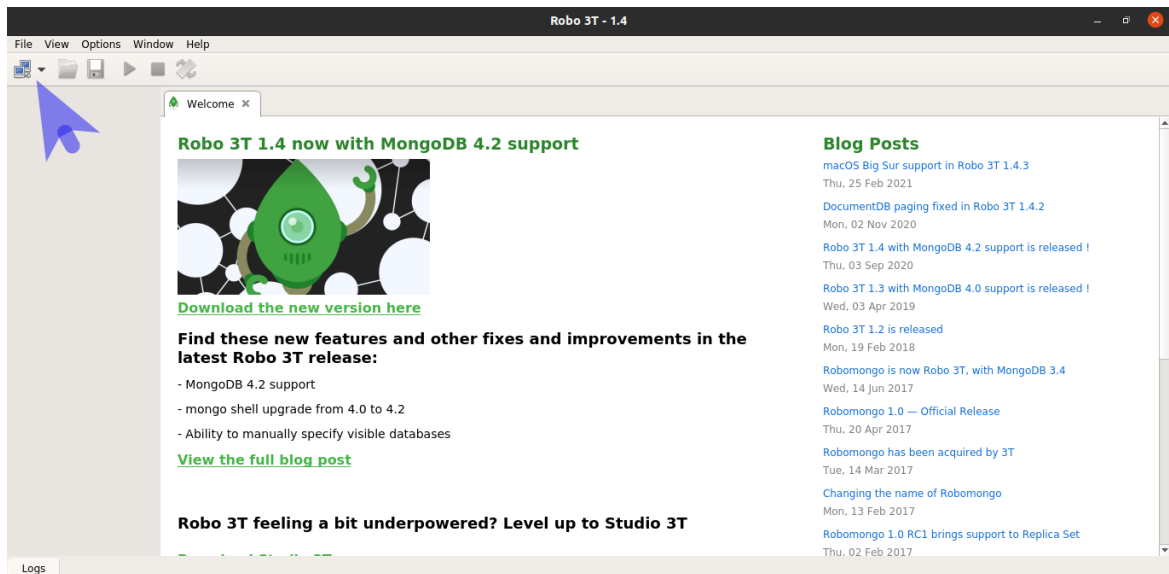 Robo 3T - 1.4
File View Options Window Help
Welcome
Robo 3T 1.4 now with MongoDB 4.2 support
Download the new version here
Find these new features and other fixes and improvements in the
latest Robo 3T release:
- MongoDB 4.2 support
- mongo shell upgrade from 4.0 to 4.2
- Ability to manually specify visible databases
View the full blog post
Robo 3T feeling a bit underpowered? Level up to Studio 3T
Blog Posts
macOS Big Sur support in Robo 3T 1.4.3
Thu, 25 Feb 2021
DocumentDB paging fixed in Robo 3T 1.4.2
Mon, 02 Nov 2020
Robo 3T 1.4 with MongoDB 4.2 support is released !
Thu, 03 Sep 2020
Robo 3T 1.3 with MongoDB 4.0 support is released !
Wed, 03 Apr 2019
Robo 3T 1.2 is released
Mon, 19 Feb 2018
Robomongo is now Robo 3T, with MongoDB 3.4
Wed, 14 Jun 2017
Robomongo 1.0 — Official Release
Thu, 20 Apr 2017
Robomongo has been acquired by 3T
Tue, 14 Mar 2017
Changing the name of Robomongo
Mon, 13 Feb 2017
Robomongo 1.0 RC1 brings support to Replica Set
Thu, 02 Feb 2017
Logs